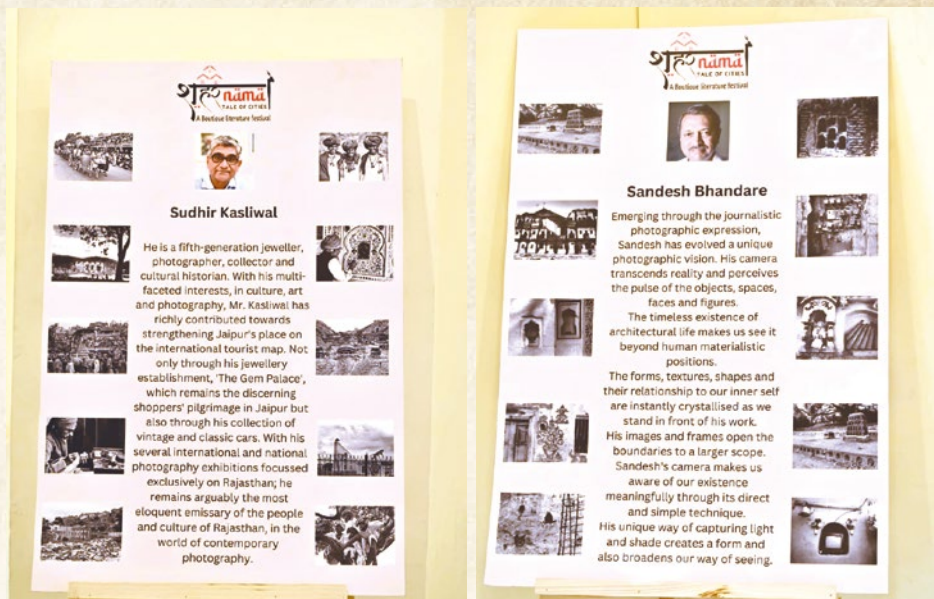 शहर nāmā
TALE OF CITIES
A Boutique literature festival
Sudhir Kasliwal
He is a fifth-generation jeweller,
photographer, collector and
cultural historian. With his multi-
faceted interests, in culture, art
and photography, Mr. Kasliwal has
richly contributed towards
strengthening Jaipur's place on
the international tourist map. Not
only through his jewellery
establishment, 'The Gem Palace',
which remains the discerning
shoppers' pilgrimage in Jaipur but
also through his collection of
vintage and classic cars. With his
several international and national
photography exhibitions focussed
exclusively on Rajasthan; he
remains arguably the most
eloquent emissary of the people
and culture of Rajasthan, in the
world of contemporary
photography.
शहर nāmā
TALE OF CITIES
A Boutique literature festival
Sandesh Bhandare
Emerging through the journalistic
photographic expression,
Sandesh has evolved a unique
photographic vision. His camera
transcends reality and perceives
the pulse of the objects, spaces,
faces and figures.
The timeless existence of
architectural life makes us see it
beyond human materialistic
positions.
The forms, textures, shapes and
their relationship to our inner self
are instantly crystallised as we
stand in front of his work.
His images and frames open the
boundaries to a larger scope.
Sandesh's camera makes us
aware of our existence
meaningfully through its direct
and simple technique.
His unique way of capturing light
and shade creates a form and
also broadens our way of seeing.